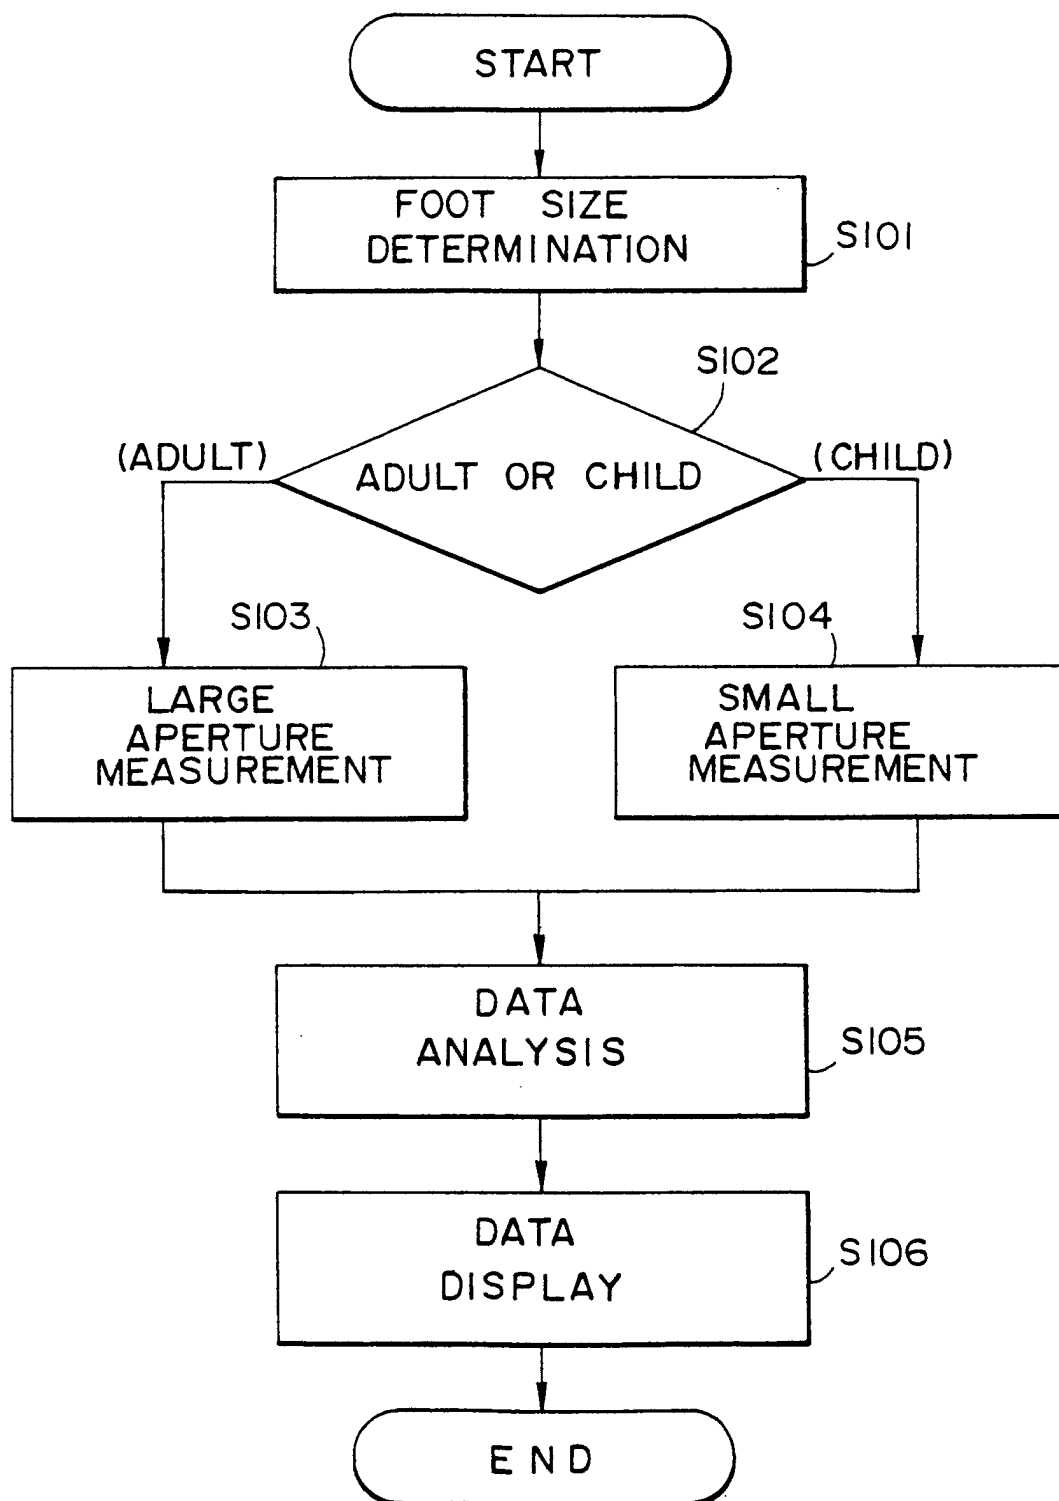 START
FOOT SIZE
DETERMINATION
S101
S102
(ADULT)
ADULT OR CHILD
(CHILD)
S103
S104
LARGE
APERTURE
MEASUREMENT
SMALL
APERTURE
MEASUREMENT
DATA
ANALYSIS
S105
DATA
DISPLAY
S106
END